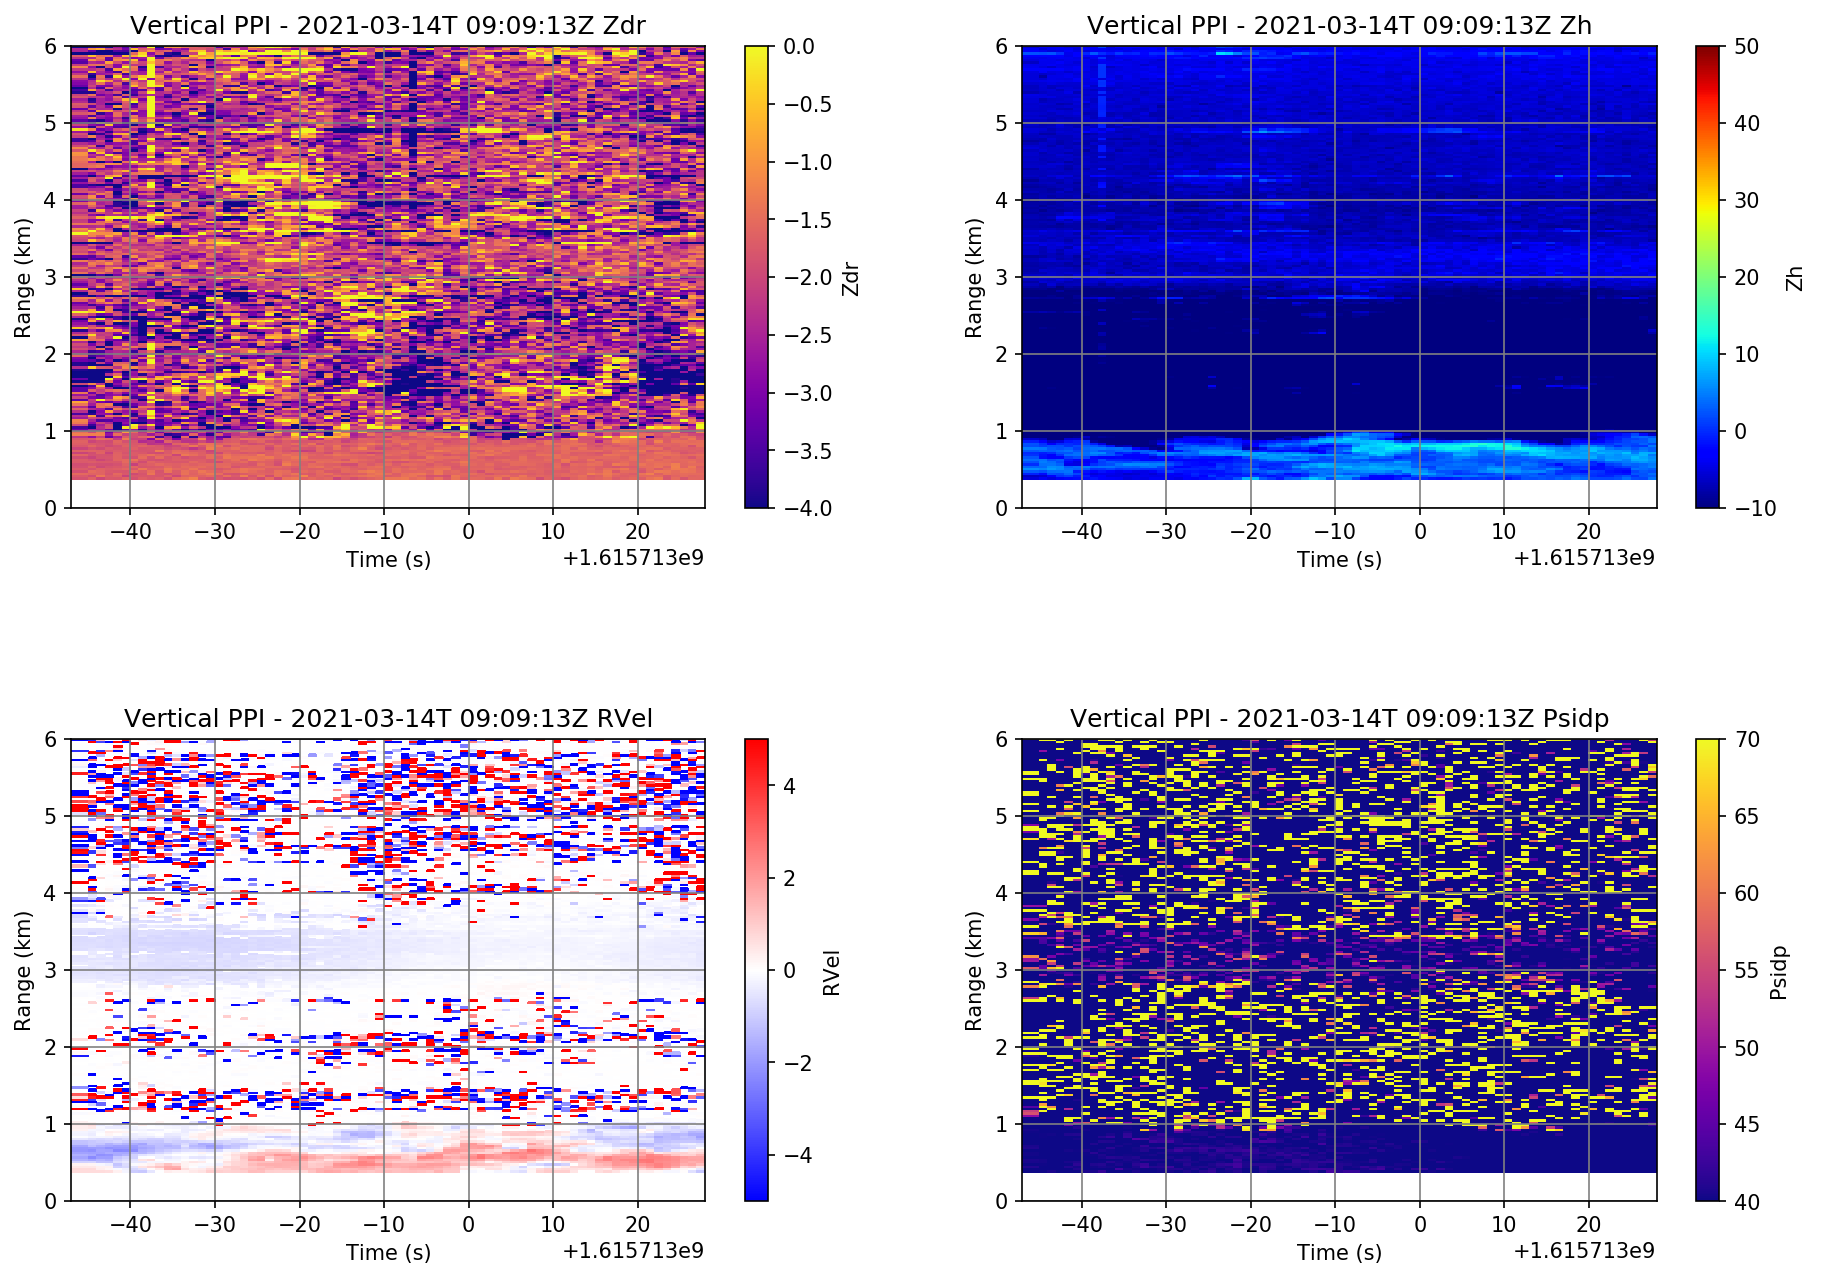 Vertical PPI - 2021-03-14T 09:09:13Z Zdr
6
5
4
3
2
1
0
Range (km)
−40 −30 −20 −10 0 10 20
Time (s)
+1.615713e9
0.0
−0.5
−1.0
−1.5
−2.0
−2.5
−3.0
−3.5
−4.0
Zdr
Vertical PPI - 2021-03-14T 09:09:13Z Zh
6
5
4
3
2
1
0
Range (km)
−40 −30 −20 −10 0 10 20
Time (s)
+1.615713e9
50
40
30
20
10
0
−10
Zh
Vertical PPI - 2021-03-14T 09:09:13Z RVel
6
5
4
3
2
1
0
Range (km)
−40 −30 −20 −10 0 10 20
Time (s)
+1.615713e9
4
2
0
−2
−4
RVel
Vertical PPI - 2021-03-14T 09:09:13Z Psidp
6
5
4
3
2
1
0
Range (km)
−40 −30 −20 −10 0 10 20
Time (s)
+1.615713e9
70
65
60
55
50
45
40
Psidp